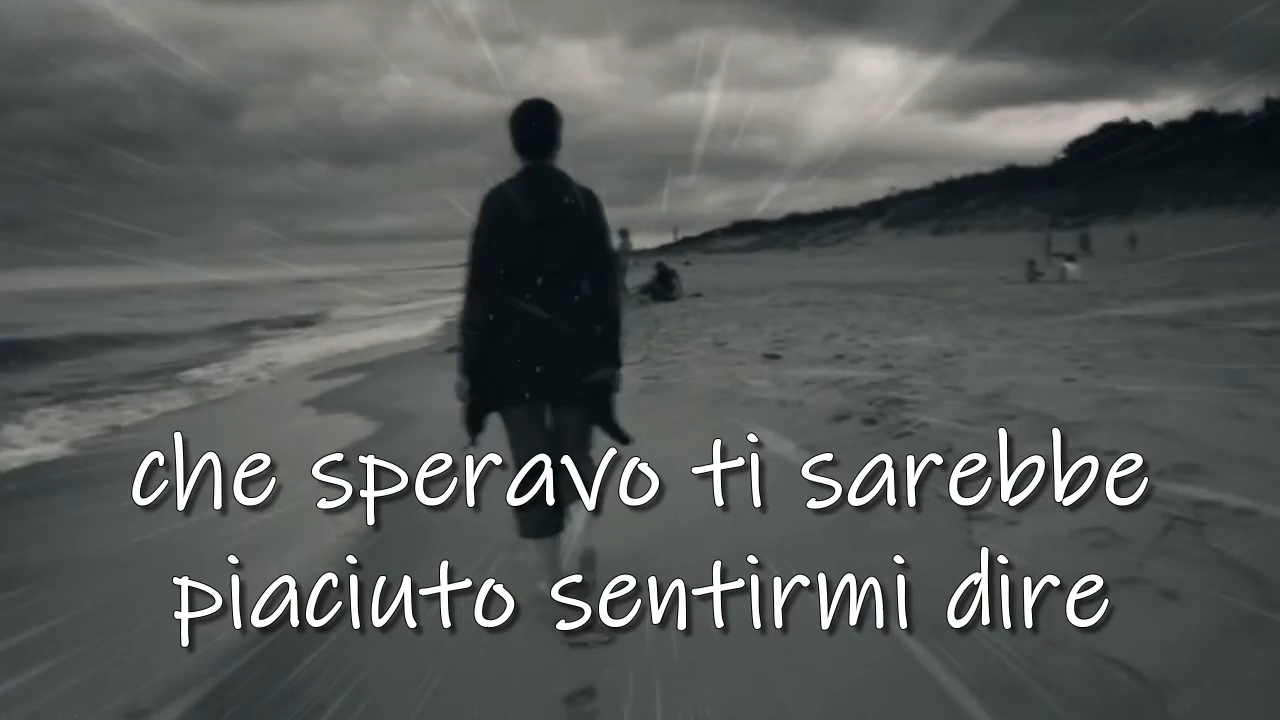 che speravo ti sarebbe
piaciuto sentirmi dire